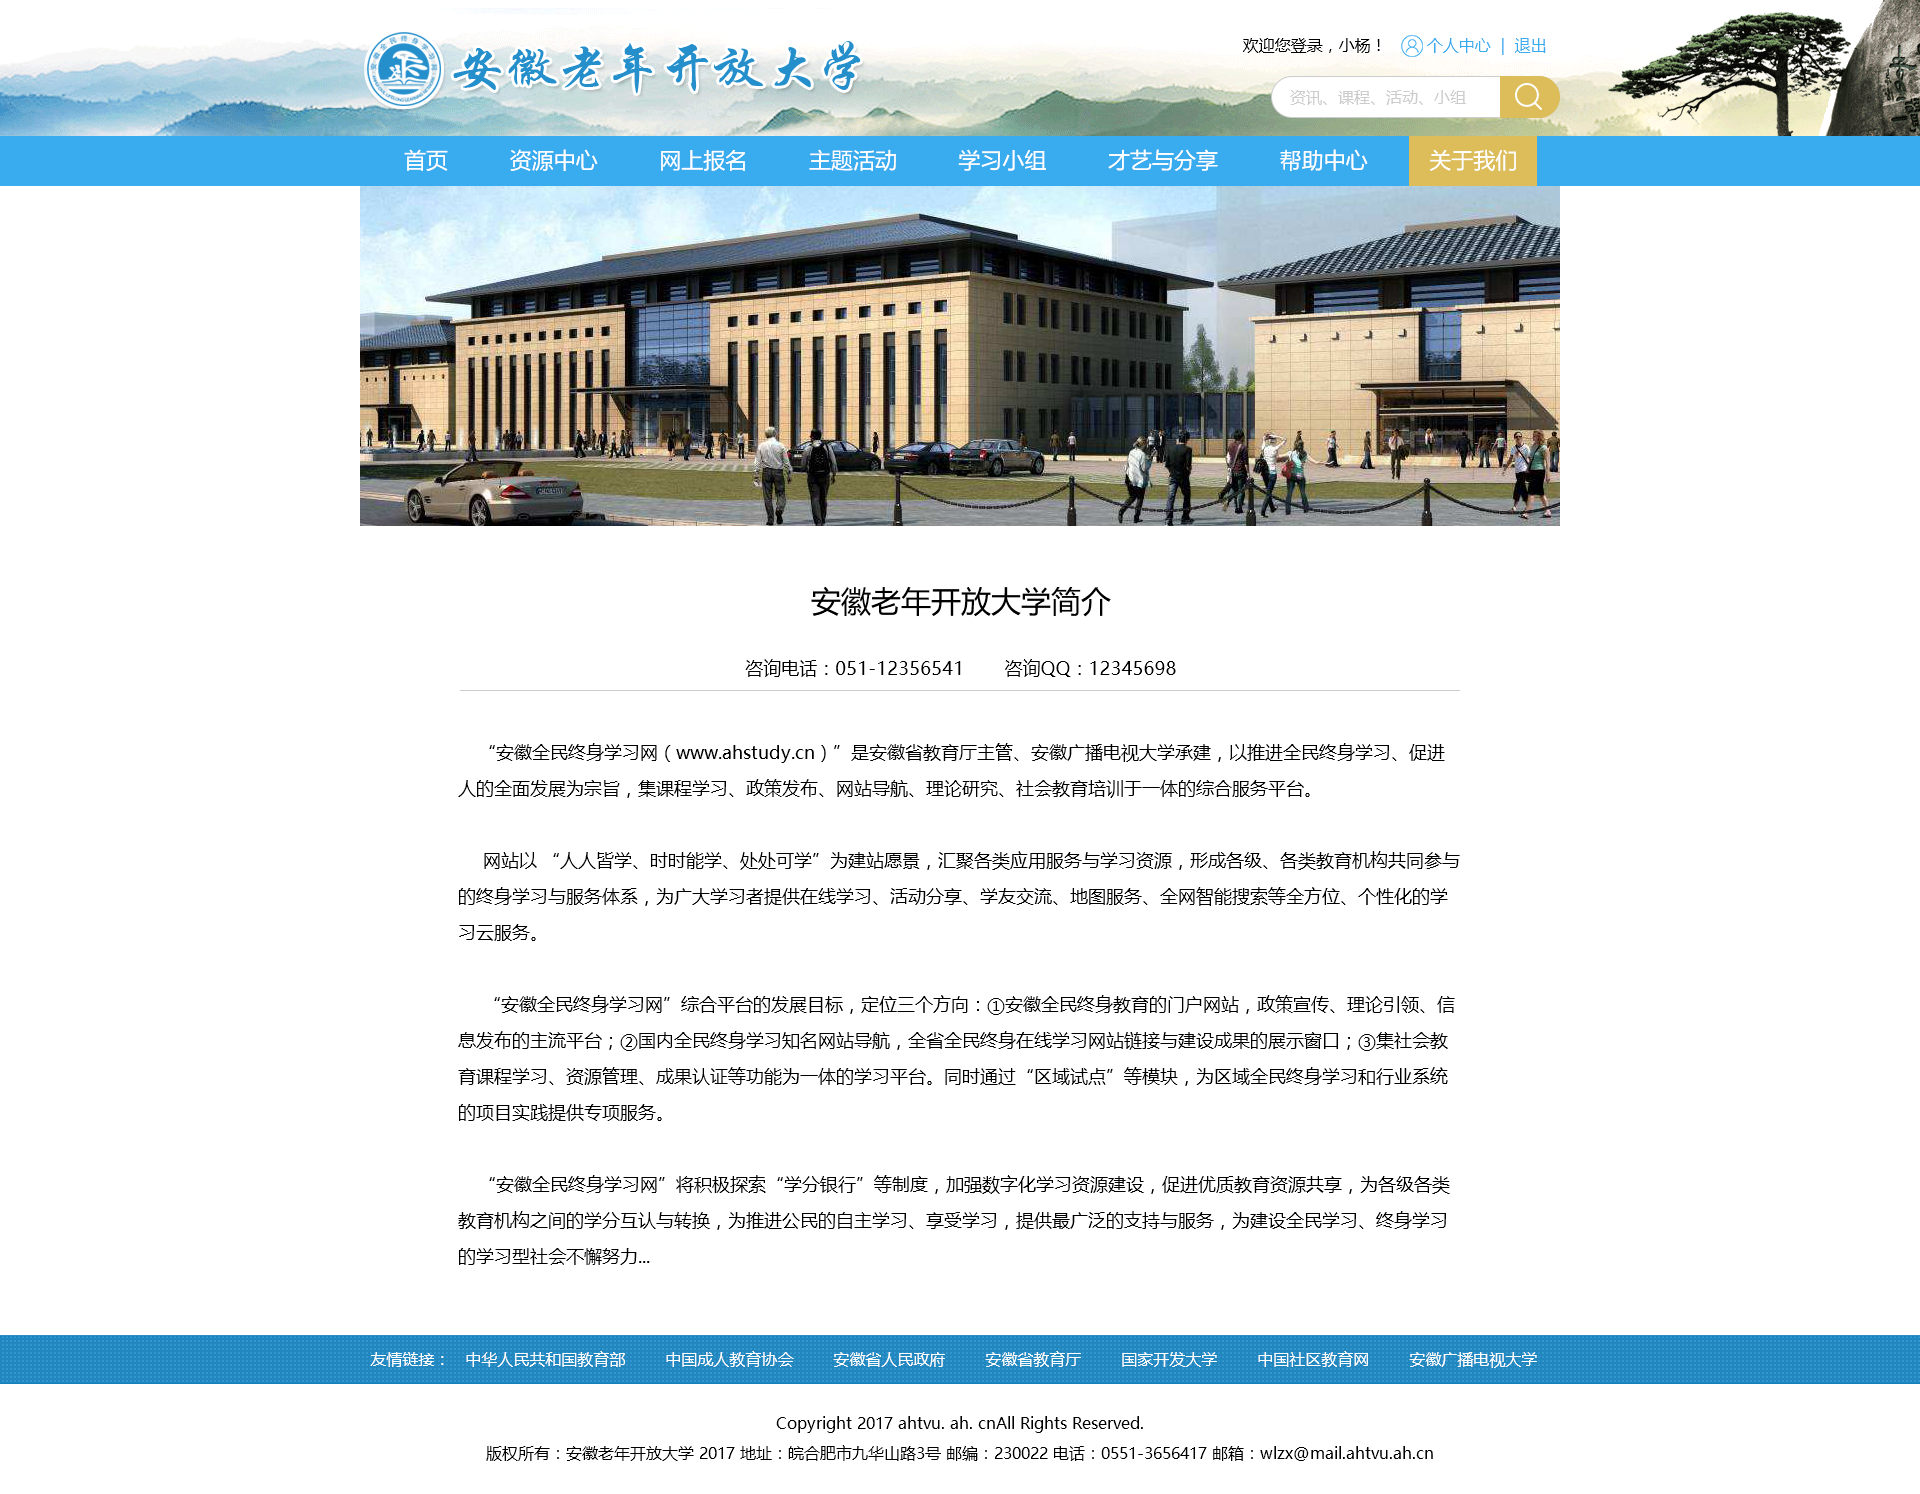 安徽老年开放大学
欢迎您登录，小杨！ 个人中心 | 退出
资讯、课程、活动、小组
首页 资源中心 网上报名 主题活动 学习小组 才艺与分享 帮助中心 关于我们
安徽老年开放大学简介
咨询电话：051-12356541 咨询QQ：12345698
“安徽全民终身学习网（www.ahstudy.cn）”是安徽省教育厅主管、安徽广播电视大学承建，以推进全民终身学习、促进
人的全面发展为宗旨，集课程学习、政策发布、网站导航、理论研究、社会教育培训于一体的综合服务平台。
网站以 “人人皆学、时时能学、处处可学”为建站愿景，汇聚各类应用服务与学习资源，形成各级、各类教育机构共同参与
的终身学习与服务体系，为广大学习者提供在线学习、活动分享、学友交流、地图服务、全网智能搜索等全方位、个性化的学
习云服务。
“安徽全民终身学习网”综合平台的发展目标，定位三个方向：①安徽全民终身教育的门户网站，政策宣传、理论引领、信
息发布的主流平台；②国内全民终身学习知名网站导航，全省全民终身在线学习网站链接与建设成果的展示窗口；③集社会教
育课程学习、资源管理、成果认证等功能为一体的学习平台。同时通过“区域试点”等模块，为区域全民终身学习和行业系统
的项目实践提供专项服务。
“安徽全民终身学习网”将积极探索“学分银行”等制度，加强数字化学习资源建设，促进优质教育资源共享，为各级各类
教育机构之间的学分互认与转换，为推进公民的自主学习、享受学习，提供最广泛的支持与服务，为建设全民学习、终身学习
的学习型社会不懈努力...
友情链接： 中华人民共和国教育部 中国成人教育协会 安徽省人民政府 安徽省教育厅 国家开发大学 中国社区教育网 安徽广播电视大学
Copyright 2017 ahtvu. ah. cnAll Rights Reserved.
版权所有：安徽老年开放大学 2017 地址：皖合肥市九华山路3号 邮编：230022 电话：0551-3656417 邮箱：wlzx@mail.ahtvu.ah.cn